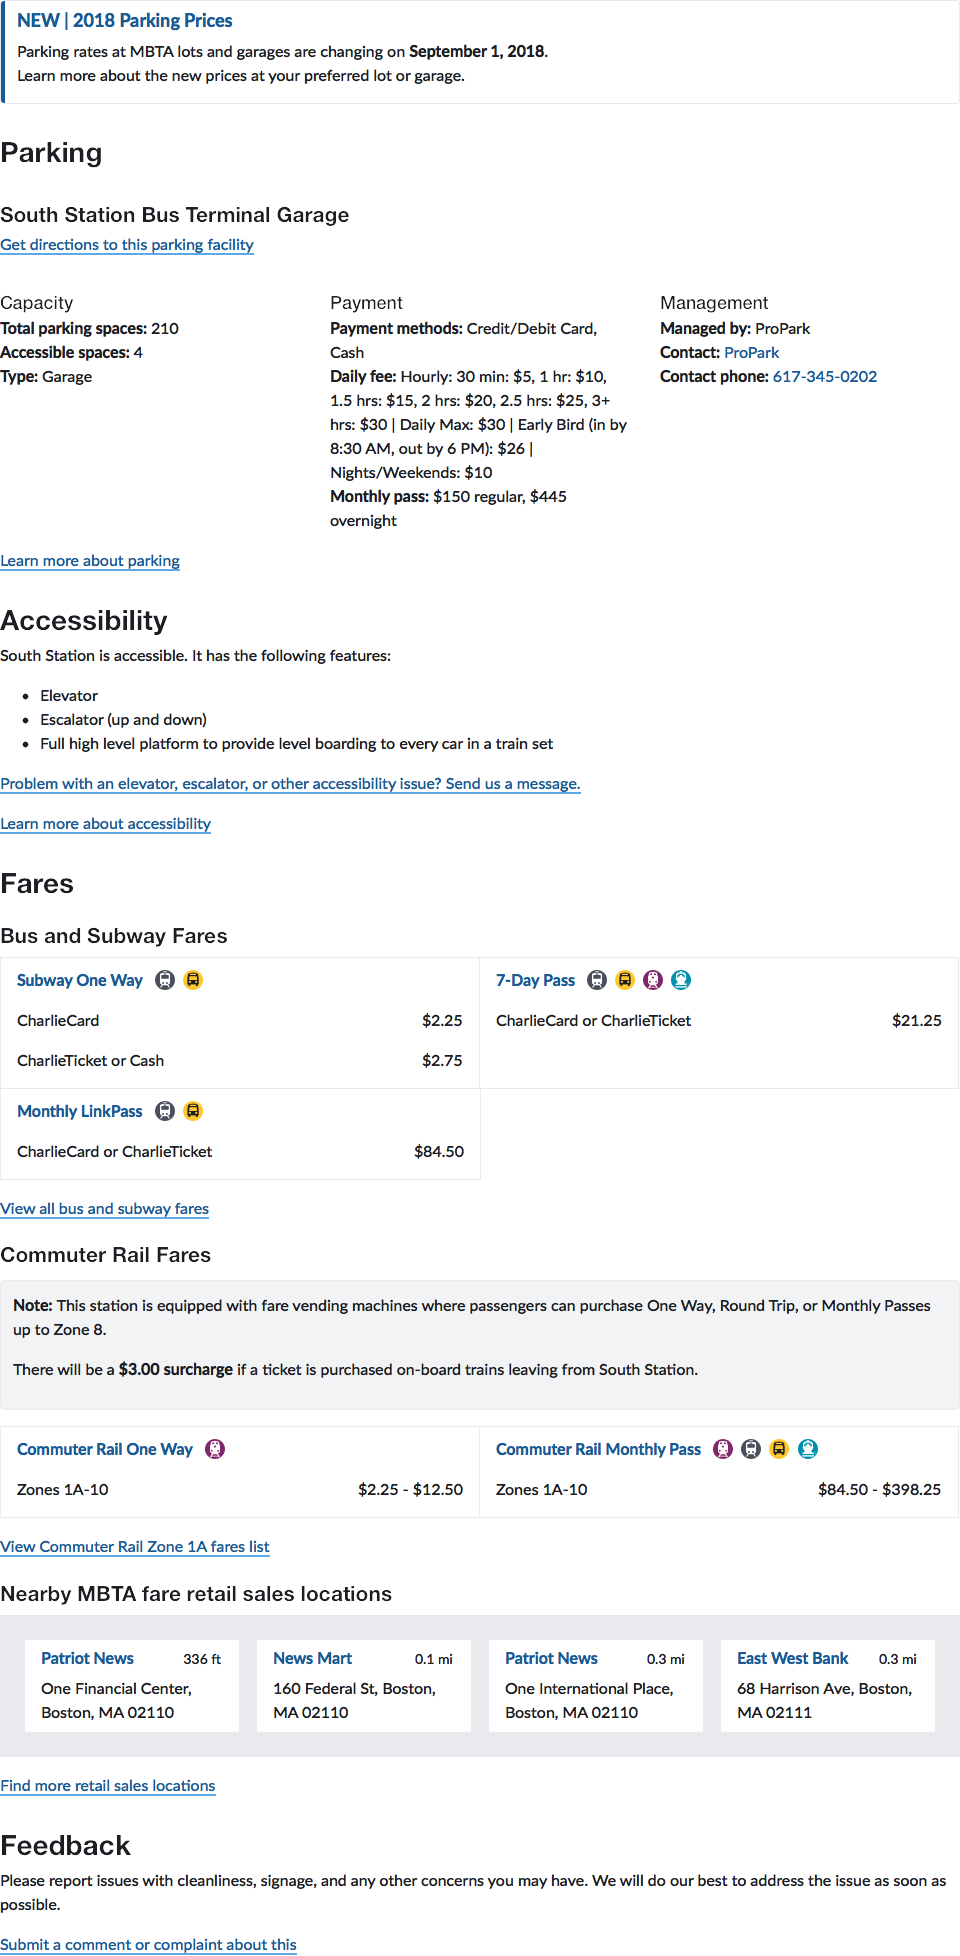 NEW | 2018 Parking Prices
Parking rates at MBTA lots and garages are changing on September 1, 2018.
Learn more about the new prices at your preferred lot or garage.
Parking
South Station Bus Terminal Garage
Get directions to this parking facility
Capacity
Total parking spaces: 210
Accessible spaces: 4
Type: Garage
Payment
Payment methods: Credit/Debit Card,
Cash
Daily fee: Hourly: 30 min: $5, 1 hr: $10,
1.5 hrs: $15, 2 hrs: $20, 2.5 hrs: $25, 3+
hrs: $30 | Daily Max: $30 | Early Bird (in by
8:30 AM, out by 6 PM): $26 |
Nights/Weekends: $10
Monthly pass: $150 regular, $445
overnight
Management
Managed by: ProPark
Contact: ProPark
Contact phone: 617-345-0202
Learn more about parking
Accessibility
South Station is accessible. It has the following features:
• Elevator
• Escalator (up and down)
• Full high level platform to provide level boarding to every car in a train set
Problem with an elevator, escalator, or other accessibility issue? Send us a message.
Learn more about accessibility
Fares
Bus and Subway Fares
Subway One Way
CharlieCard $2.25
CharlieTicket or Cash $2.75
7-Day Pass
CharlieCard or CharlieTicket $21.25
Monthly LinkPass
CharlieCard or CharlieTicket $84.50
View all bus and subway fares
Commuter Rail Fares
Note: This station is equipped with fare vending machines where passengers can purchase One Way, Round Trip, or Monthly Passes
up to Zone 8.
There will be a $3.00 surcharge if a ticket is purchased on-board trains leaving from South Station.
Commuter Rail One Way
Zones 1A-10 $2.25 - $12.50
Commuter Rail Monthly Pass
Zones 1A-10 $84.50 - $398.25
View Commuter Rail Zone 1A fares list
Nearby MBTA fare retail sales locations
Patriot News 336 ft
One Financial Center,
Boston, MA 02110
News Mart 0.1 mi
160 Federal St, Boston,
MA 02110
Patriot News 0.3 mi
One International Place,
Boston, MA 02110
East West Bank 0.3 mi
68 Harrison Ave, Boston,
MA 02111
Find more retail sales locations
Feedback
Please report issues with cleanliness, signage, and any other concerns you may have. We will do our best to address the issue as soon as
possible.
Submit a comment or complaint about this